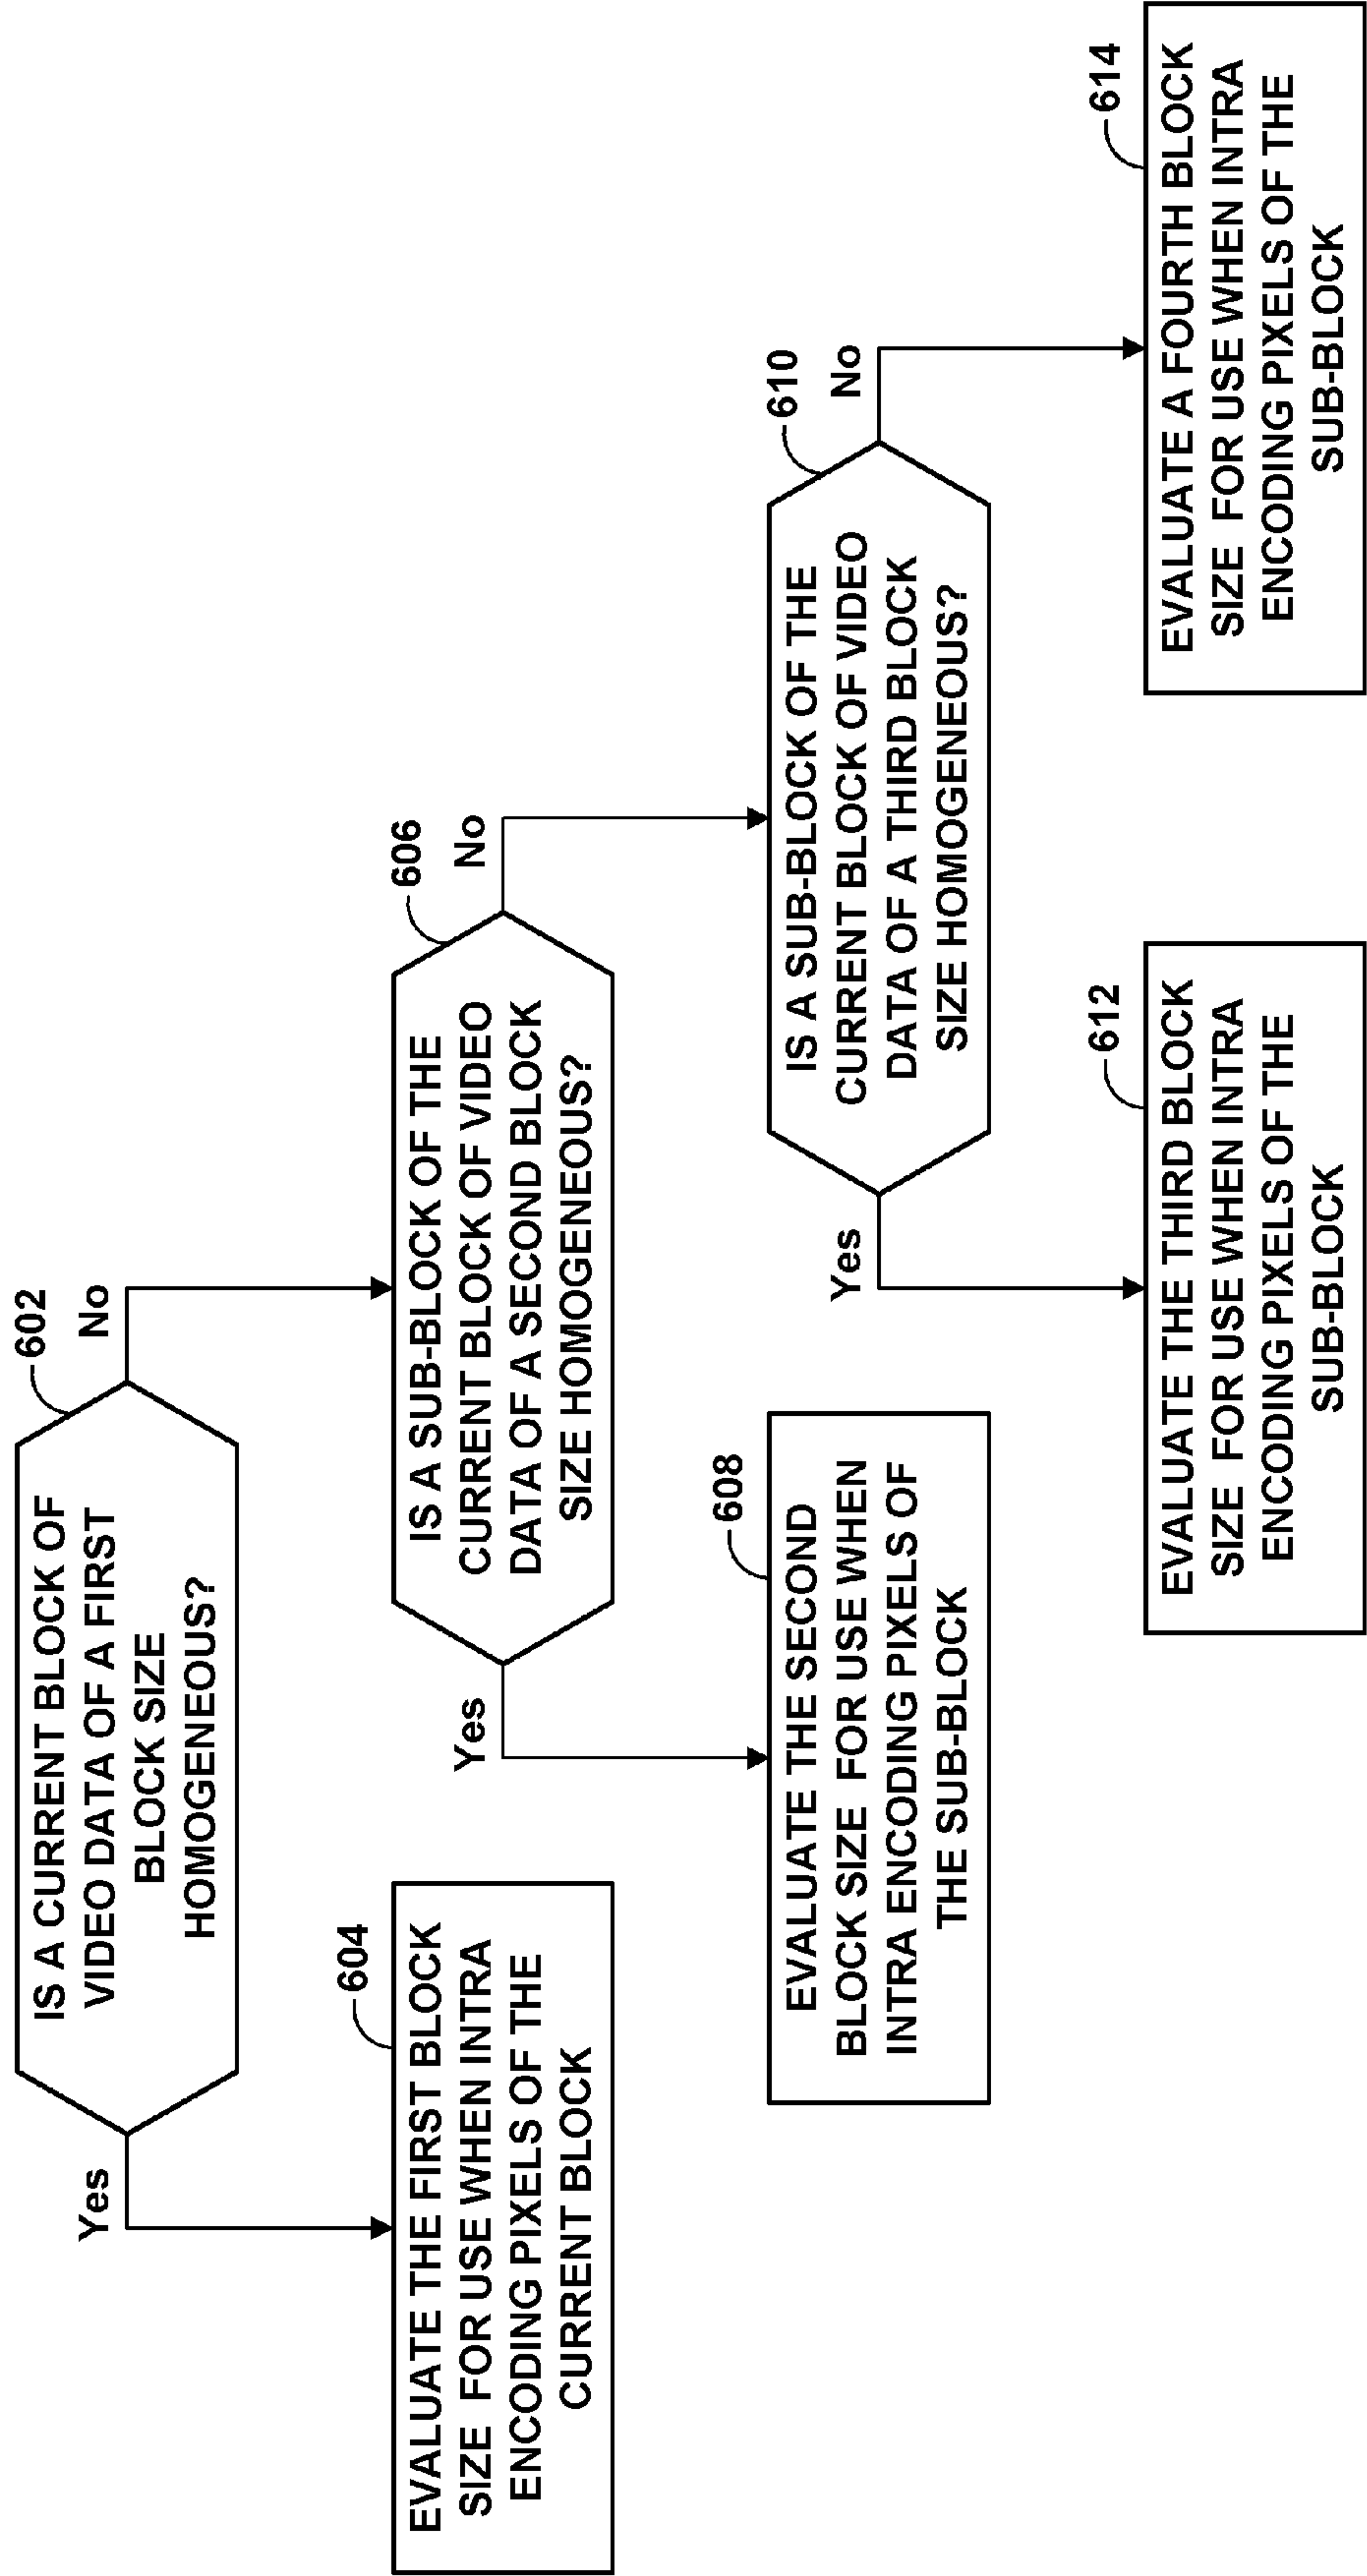 602
IS A CURRENT BLOCK OF
VIDEO DATA OF A FIRST
BLOCK SIZE
HOMOGENEOUS?
Yes
No
604
EVALUATE THE FIRST BLOCK
SIZE FOR USE WHEN INTRA
ENCODING PIXELS OF THE
CURRENT BLOCK
606
IS A SUB-BLOCK OF THE
CURRENT BLOCK OF VIDEO
DATA OF A SECOND BLOCK
SIZE HOMOGENEOUS?
Yes
No
608
EVALUATE THE SECOND
BLOCK SIZE FOR USE WHEN
INTRA ENCODING PIXELS OF
THE SUB-BLOCK
610
IS A SUB-BLOCK OF THE
CURRENT BLOCK OF VIDEO
DATA OF A THIRD BLOCK
SIZE HOMOGENEOUS?
Yes
No
612
EVALUATE THE THIRD BLOCK
SIZE FOR USE WHEN INTRA
ENCODING PIXELS OF THE
SUB-BLOCK
614
EVALUATE A FOURTH BLOCK
SIZE FOR USE WHEN INTRA
ENCODING PIXELS OF THE
SUB-BLOCK